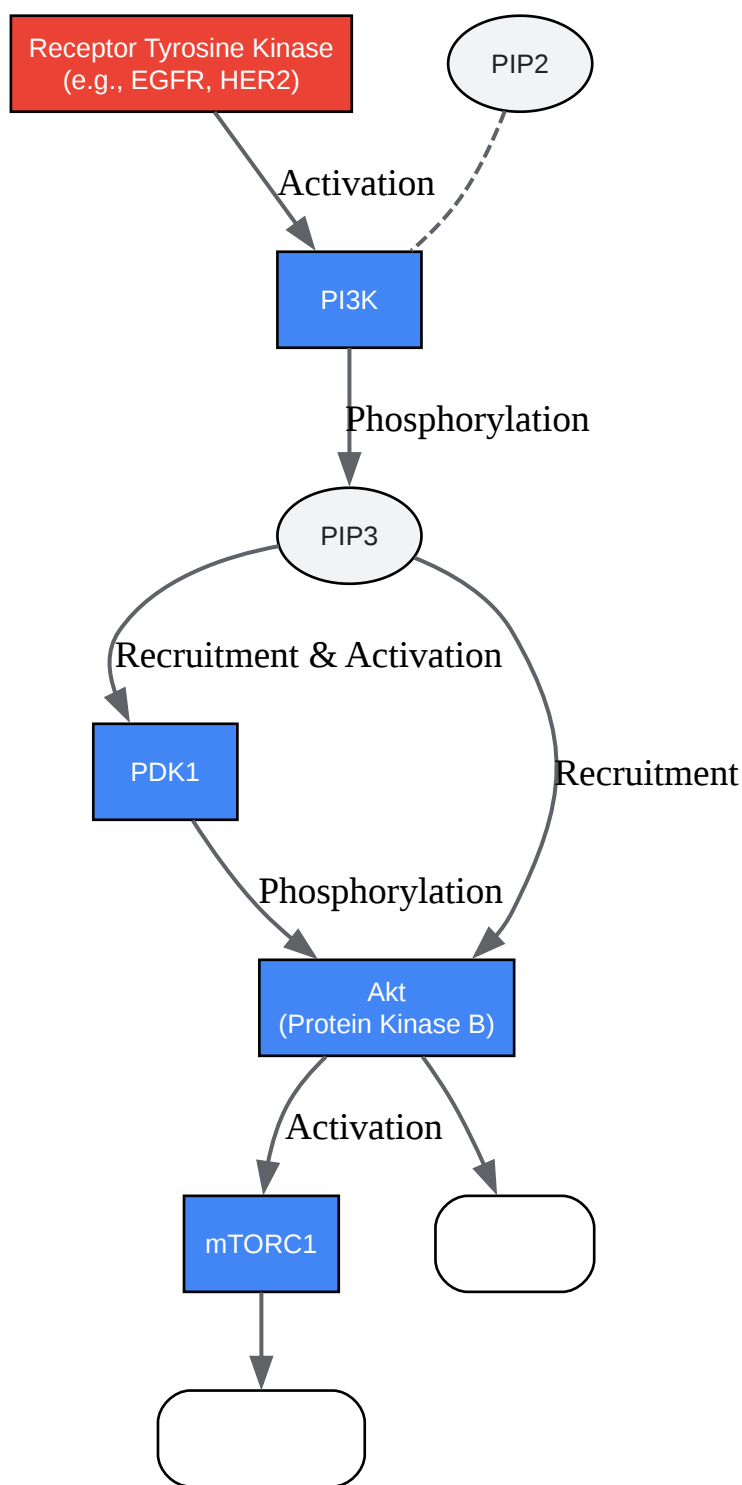 Receptor Tyrosine Kinase
(e.g., EGFR, HER2)
PIP2
Activation
PI3K
Phosphorylation
PIP3
Recruitment & Activation
PDK1
Recruitment
Phosphorylation
Akt
(Protein Kinase B)
Activation
mTORC1